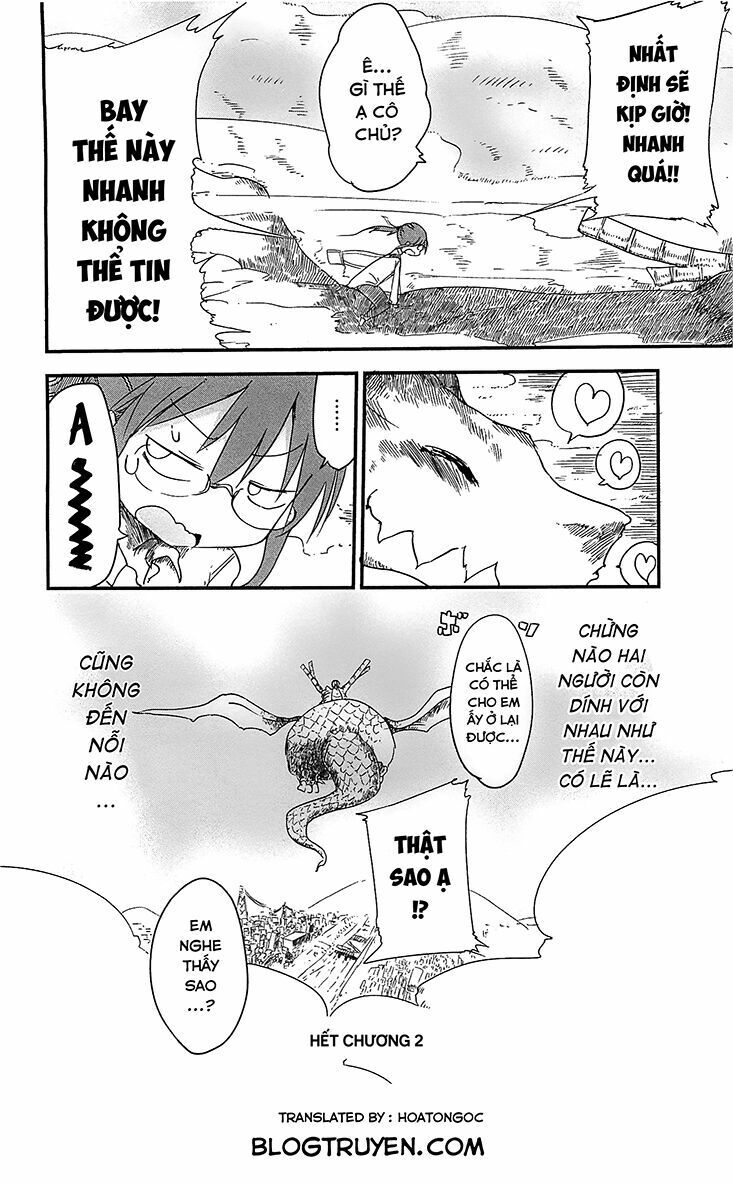 NHẤT
ĐỊNH SẼ
KỊP GIỜ!
NHANH
QUÁ!!
Ê...
GÌ THẾ
Ạ CÔ
CHỦ?
BAY
THẾ NÀY
NHANH
KHÔNG
THỂ TIN
ĐƯỢC!
.......
A
CHỪNG
NÀO HAI
NGƯỜI CÒN
DÍNH VỚI
NHAU NHƯ
THẾ NÀY...
CÓ LẼ LÀ...
ボソ
CHẮC LÀ
CÓ THỂ
CHO EM
ẤY Ở LẠI
ĐƯỢC...
CŨNG
KHÔNG
ĐẾN
NỖI
NÀO
...
THẬT
SAO Ạ
!?
EM
NGHE
THẤY
SAO
...?
HẾT CHƯƠNG 2
TRANSLATED BY : HOATONGOC
BLOGTRUYEN.COM